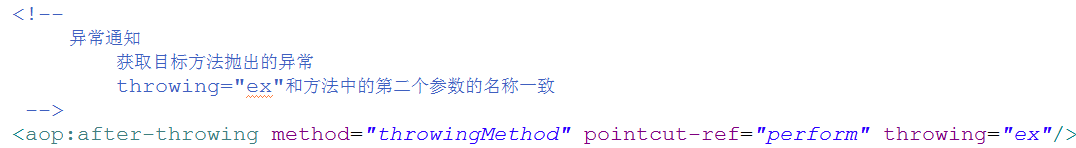 <!--
异常通知
获取目标方法抛出的异常
throwing="ex"和方法中的第二个参数的名称一致
-->
<aop:after-throwing method="throwingMethod" pointcut-ref="perform" throwing="ex"/>